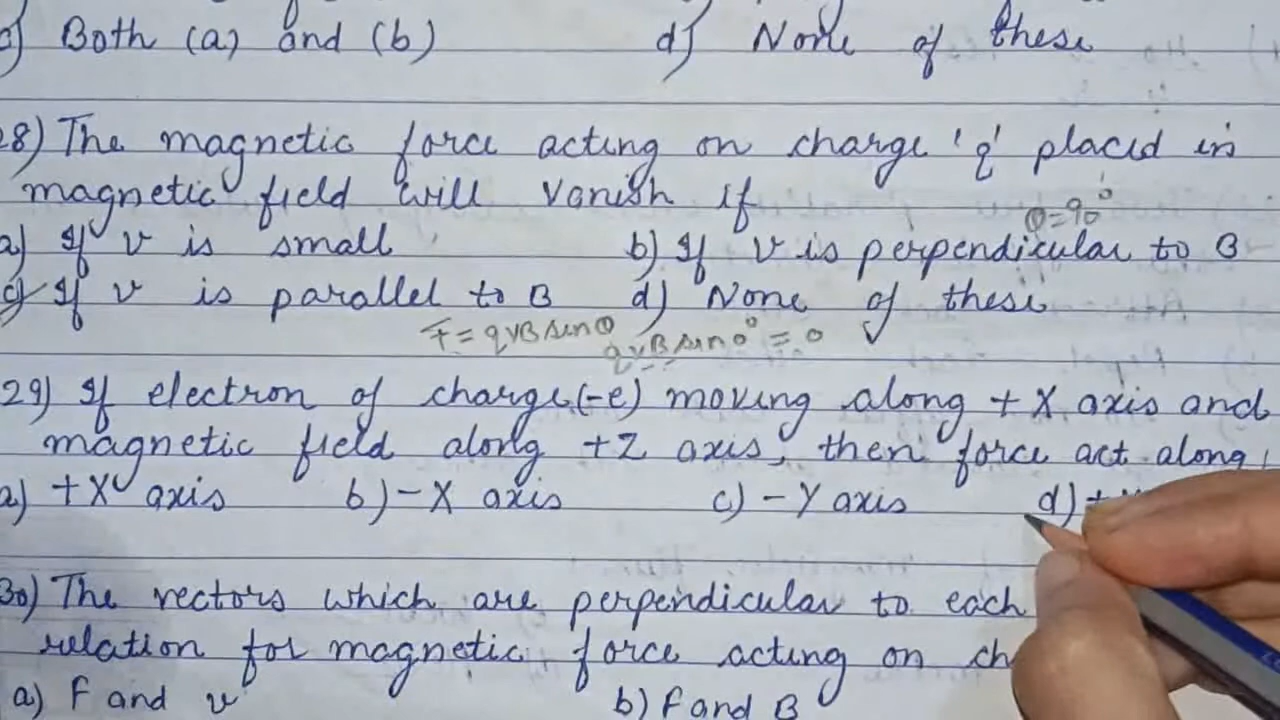 c) Both (a) and (b) d) None of these
28) The magnetic force acting on charge 'q' placed in
magnetic field will vanish if
θ=90°
a) If v is small b) If v is perpendicular to B
c) If v is parallel to B d) None of these
F = qvB sin θ qvB sin 0° = 0
29) If electron of charge (-e) moving along + X axis and
magnetic field along +Z axis, then force act along
a) +X axis b) -X axis c) -Y axis d) +
30) The vectors which are perpendicular to each
relation for magnetic force acting on ch
a) F and v b) F and B